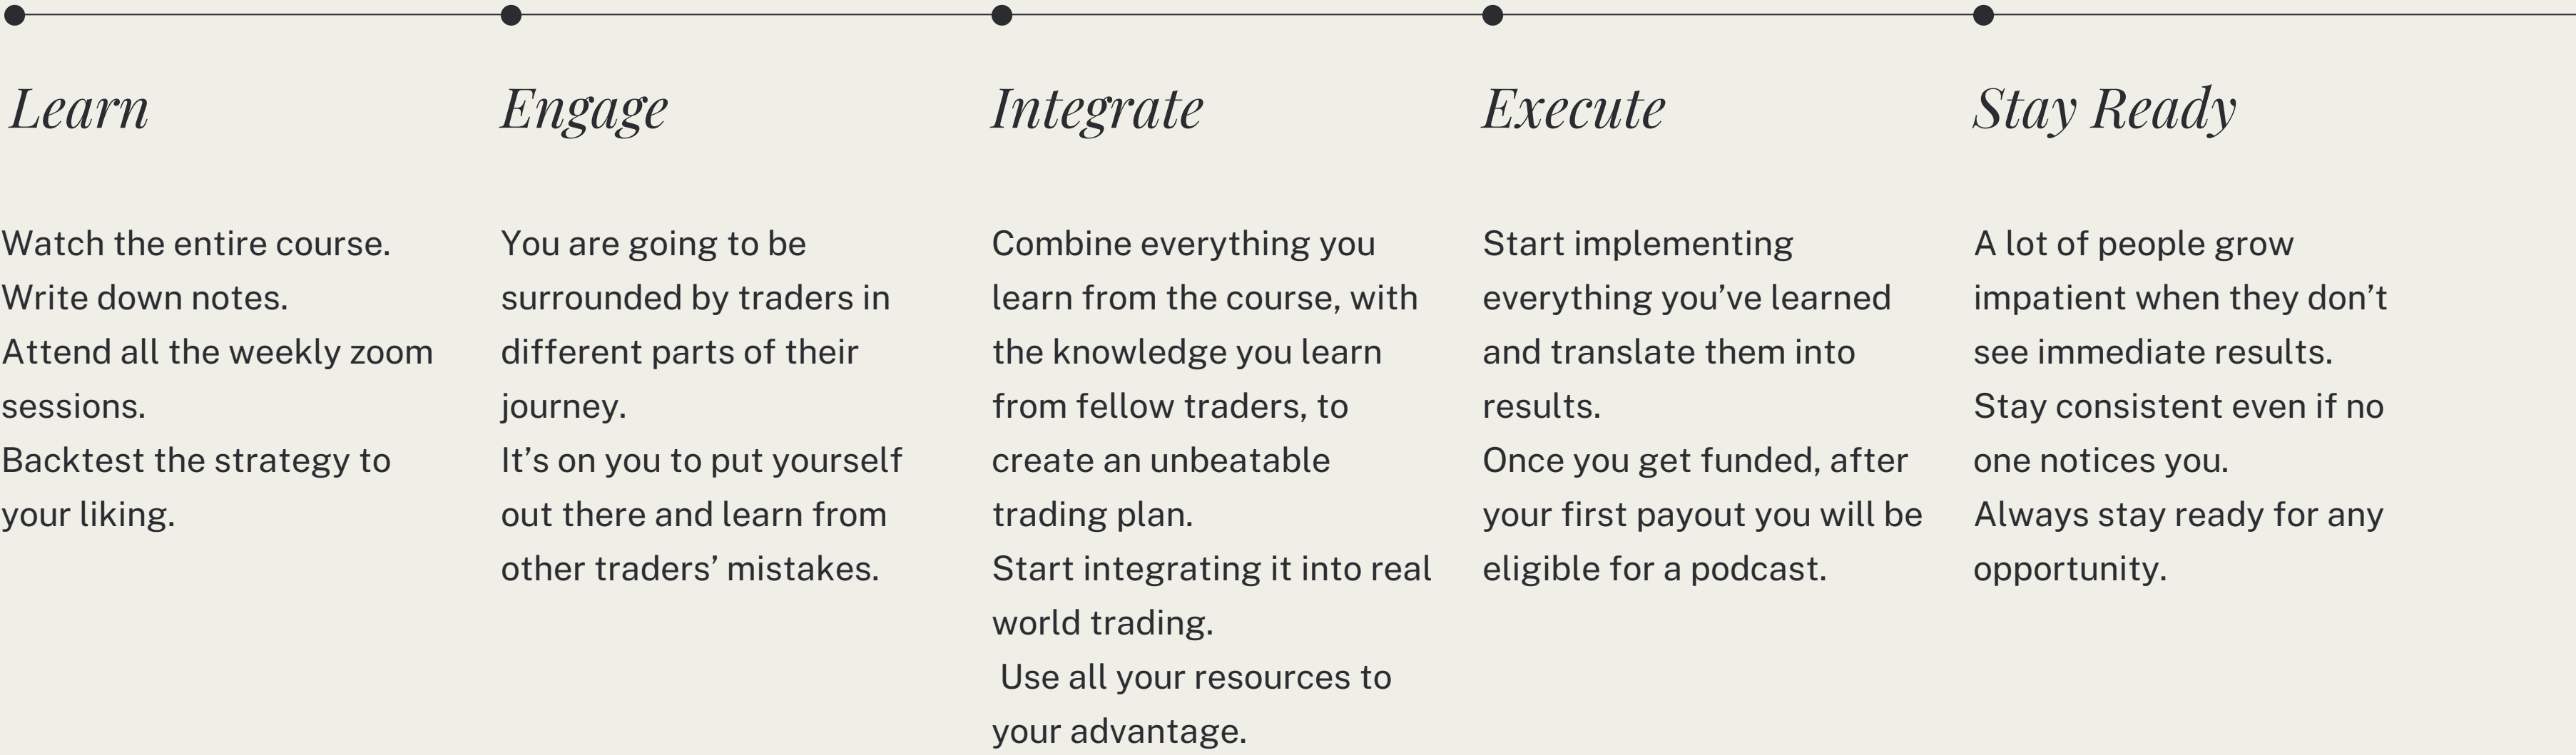 Learn
Watch the entire course.
Write down notes.
Attend all the weekly zoom
sessions.
Backtest the strategy to
your liking.
Engage
You are going to be
surrounded by traders in
different parts of their
journey.
It’s on you to put yourself
out there and learn from
other traders’ mistakes.
Integrate
Combine everything you
learn from the course, with
the knowledge you learn
from fellow traders, to
create an unbeatable
trading plan.
Start integrating it into real
world trading.
Use all your resources to
your advantage.
Execute
Start implementing
everything you’ve learned
and translate them into
results.
Once you get funded, after
your first payout you will be
eligible for a podcast.
Stay Ready
A lot of people grow
impatient when they don’t
see immediate results.
Stay consistent even if no
one notices you.
Always stay ready for any
opportunity.